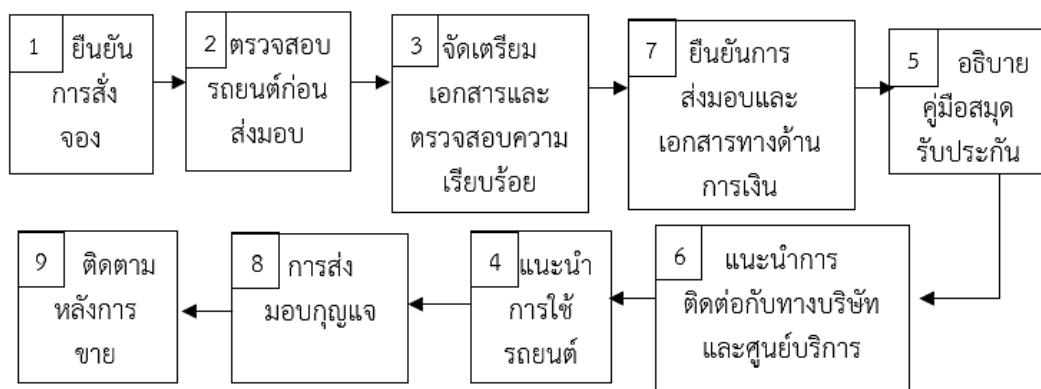 1 ยืนยัน
การสั่ง
จอง
2 ตรวจสอบ
รถยนต์ก่อน
ส่งมอบ
3 จัดเตรียม
เอกสารและ
ตรวจสอบความ
เรียบร้อย
7 ยืนยันการ
ส่งมอบและ
เอกสารทางด้าน
การเงิน
5 อธิบาย
คู่มือสมุด
รับประกัน
6 แนะนำการ
ติดต่อกับทางบริษัท
และศูนย์บริการ
4 แนะนำ
การใช้
รถยนต์
8 การส่ง
มอบกุญแจ
9 ติดตาม
หลังการ
ขาย